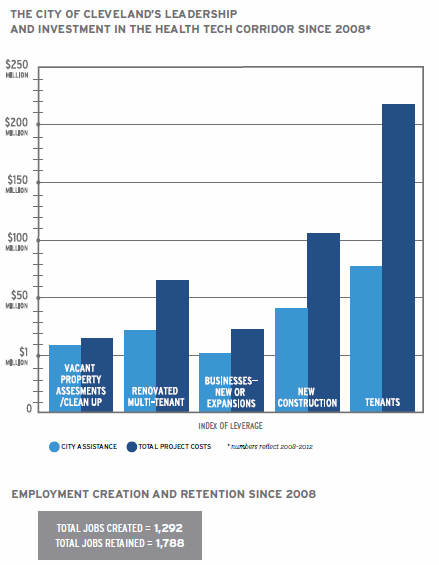 THE CITY OF CLEVELAND'S LEADERSHIP
AND INVESTMENT IN THE HEALTH TECH CORRIDOR SINCE 2008*
$250
MILLION
$200
MILLION
$150
MILLION
$100
MILLION
$50
MILLION
$1
MILLION
0
VACANT
PROPERTY
ASSESMENTS
/CLEAN UP
RENOVATED
MULTI-TENANT
BUSINESSES—
NEW OR
EXPANSIONS
NEW
CONSTRUCTION
TENANTS
INDEX OF LEVERAGE
CITY ASSISTANCE TOTAL PROJECT COSTS * numbers reflect 2008-2012
EMPLOYMENT CREATION AND RETENTION SINCE 2008
TOTAL JOBS CREATED = 1,292
TOTAL JOBS RETAINED = 1,788